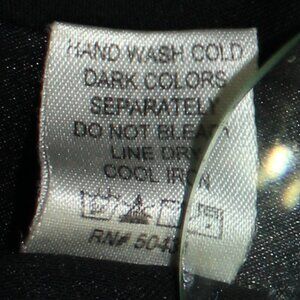 HAND WASH COLD
DARK COLORS
SEPARATELY
DO NOT BLEACH
LINE DRY
COOL IRON
RN#